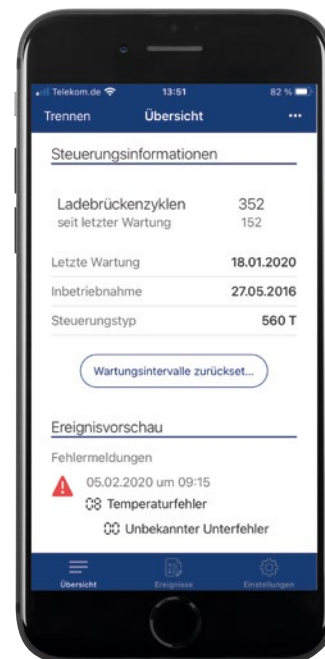 Telekom.de 13:51 82 %
Trennen Übersicht ...
Steuerungsinformationen
Ladebrückenzyklen 352
seit letzter Wartung 152
Letzte Wartung 18.01.2020
Inbetriebnahme 27.05.2016
Steuerungstyp 560 T
Wartungsintervalle zurückset...
Ereignisvorschau
Fehlermeldungen
05.02.2020 um 09:15
08 Temperaturfehler
00 Unbekannter Unterfehler
Übersicht Ereignisse Einstellungen